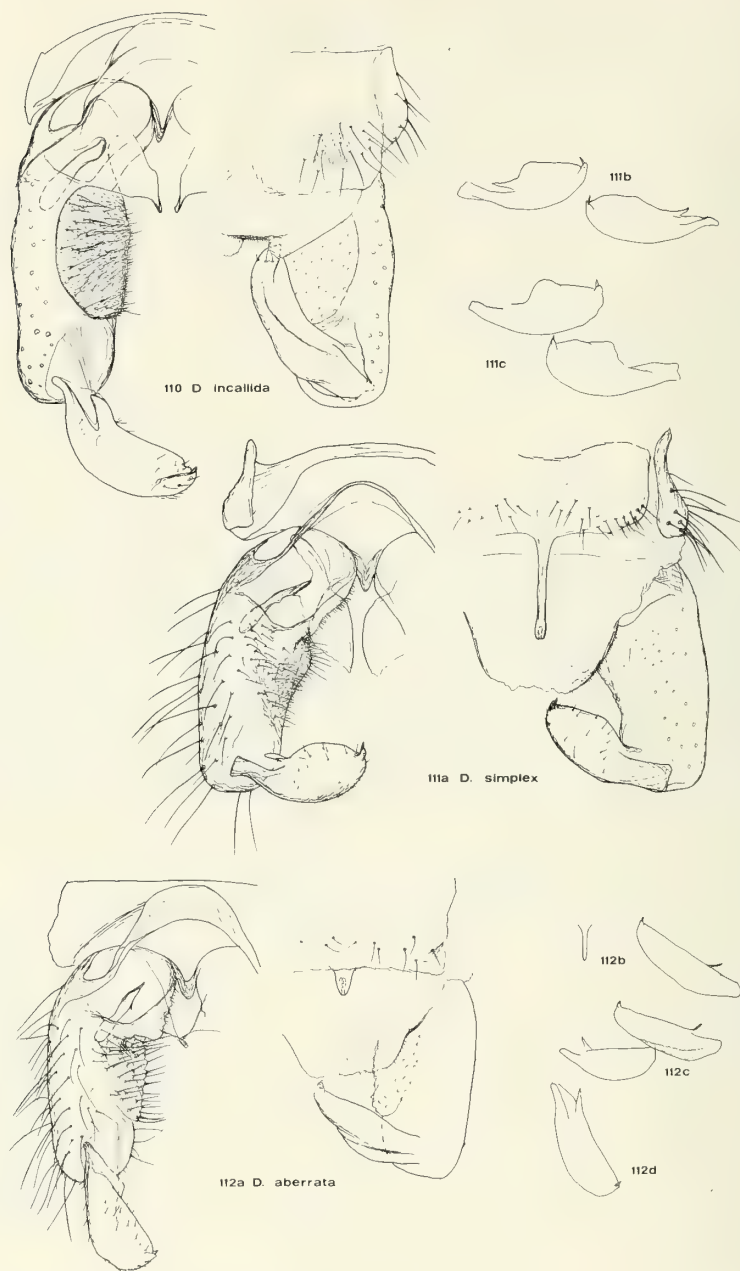 111b
111c
110 D incallida
111a D. simplex
112b
112c
112d
112a D. aberrata